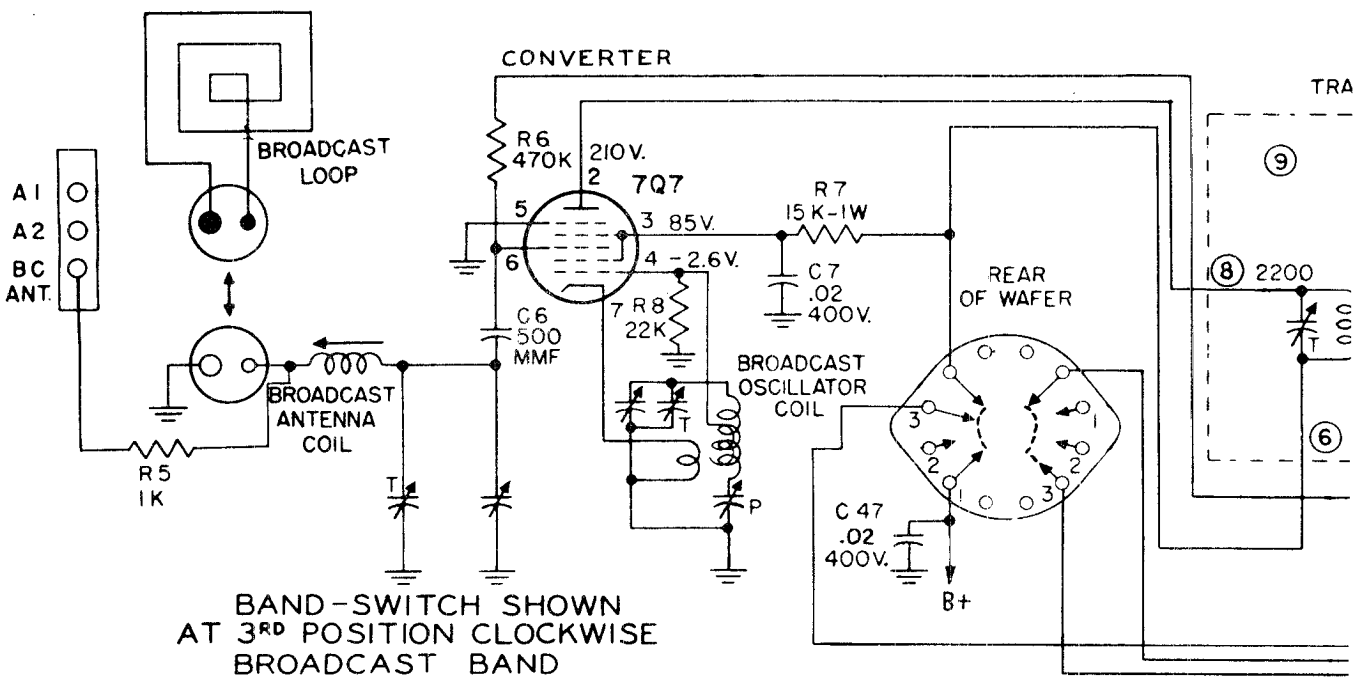 CONVERTER
TRA
BROADCAST
LOOP
R6
470K
210V.
2
7Q7
9
A1
A2
BC
ANT.
5
3
85V.
R7
15K-1W
6
4
-2.6V.
C7
.02
400V.
REAR
OF WAFER
8
2200
T
7
R8
22K
C6
500
MMF
BROADCAST
OSCILLATOR
COIL
BROADCAST
ANTENNA
COIL
T
3
1
2
2
1
3
6
R5
1K
T
P
C47
.02
400V.
B+
BAND-SWITCH SHOWN
AT 3RD POSITION CLOCKWISE
BROADCAST BAND